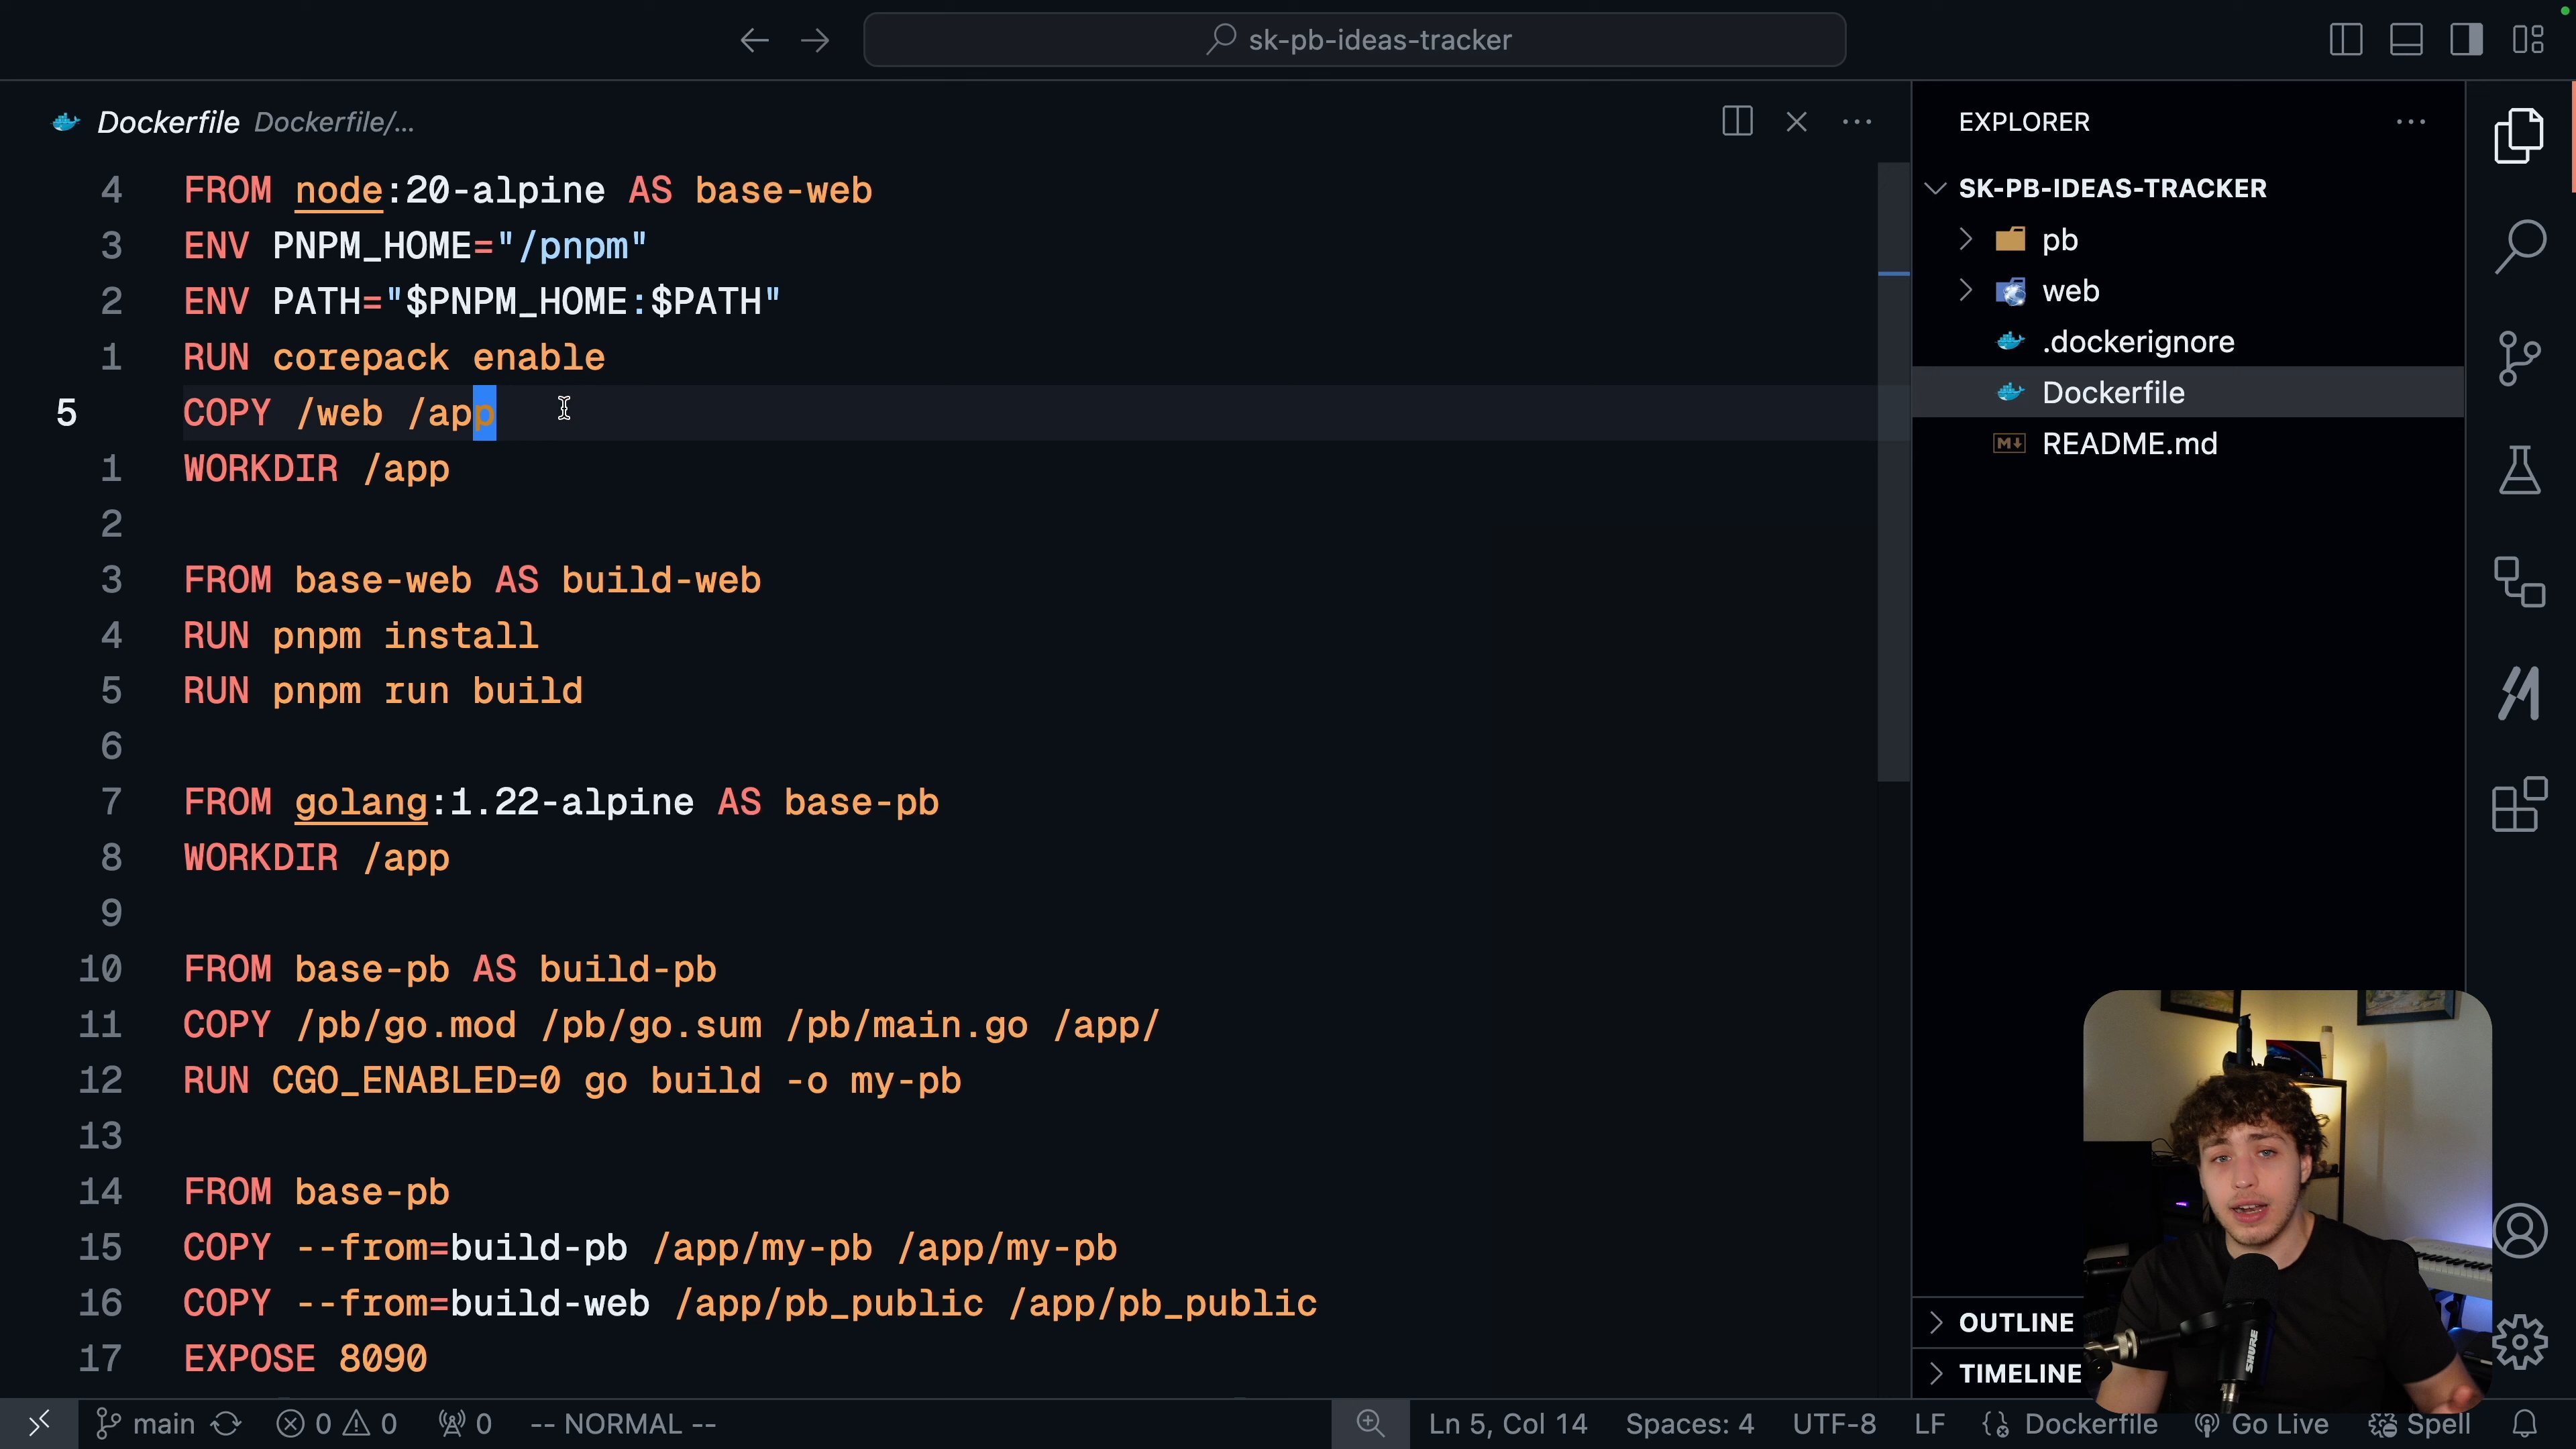 sk-pb-ideas-tracker
Dockerfile Dockerfile/...
4 FROM node:20-alpine AS base-web
3 ENV PNPM_HOME="/pnpm"
2 ENV PATH="$PNPM_HOME:$PATH"
1 RUN corepack enable
5 COPY /web /app
1 WORKDIR /app
2
3 FROM base-web AS build-web
4 RUN pnpm install
5 RUN pnpm run build
6
7 FROM golang:1.22-alpine AS base-pb
8 WORKDIR /app
9
10 FROM base-pb AS build-pb
11 COPY /pb/go.mod /pb/go.sum /pb/main.go /app/
12 RUN CGO_ENABLED=0 go build -o my-pb
13
14 FROM base-pb
15 COPY --from=build-pb /app/my-pb /app/my-pb
16 COPY --from=build-web /app/pb_public /app/pb_public
17 EXPOSE 8090
EXPLORER
SK-PB-IDEAS-TRACKER
pb
web
.dockerignore
Dockerfile
README.md
OUTLINE
TIMELINE
SHURE
main 0 0 0 -- NORMAL -- Ln 5, Col 14 Spaces: 4 UTF-8 LF Dockerfile Go Live Spell